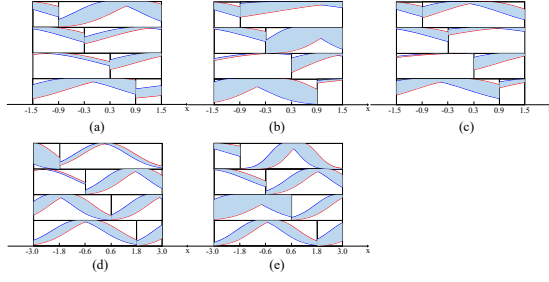 -1.5 -0.9 -0.3 0.3 0.9 1.5 x
(a)
-1.5 -0.9 -0.3 0.3 0.9 1.5 x
(b)
-1.5 -0.9 -0.3 0.3 0.9 1.5 x
(c)
-3.0 -1.8 -0.6 0.6 1.8 3.0 x
(d)
-3.0 -1.8 -0.6 0.6 1.8 3.0 x
(e)